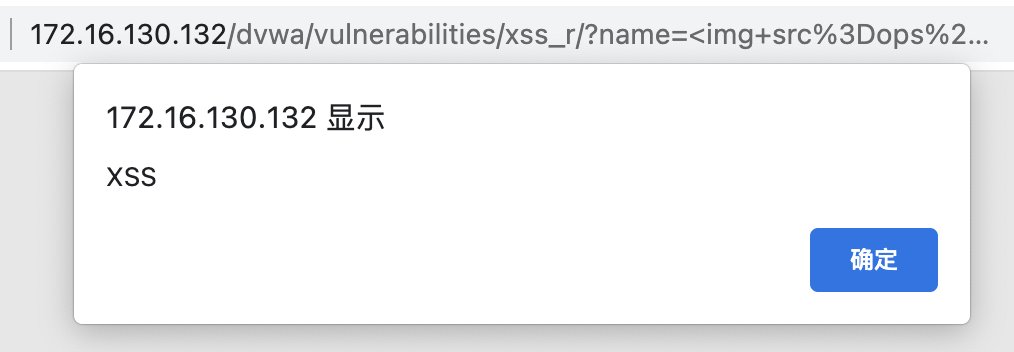 172.16.130.132/dvwa/vulnerabilities/xss_r/?name=<img+src%3Dops%2...
172.16.130.132 显示
XSS
确定